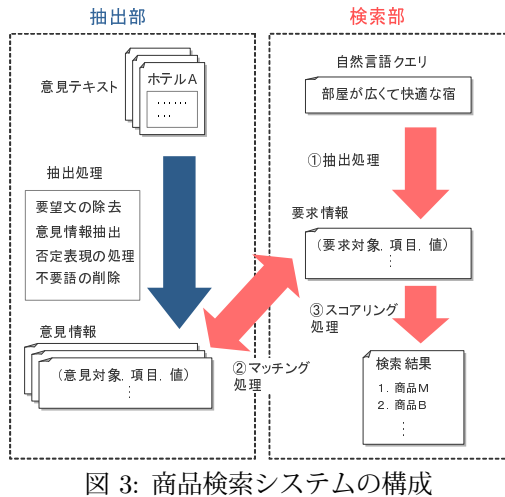 抽出部
意見テキスト
ホテルA
……
…
抽出処理
要望文の除去
意見情報抽出
否定表現の処理
不要語の削除
意見情報
(意見対象, 項目, 値)
⋮
検索部
自然言語クエリ
部屋が広くて快適な宿
①抽出処理
要求情報
(要求対象, 項目, 値)
⋮
②マッチング
処理
③スコアリング
処理
検索結果
1. 商品M
2. 商品B
⋮
図 3: 商品検索システムの構成